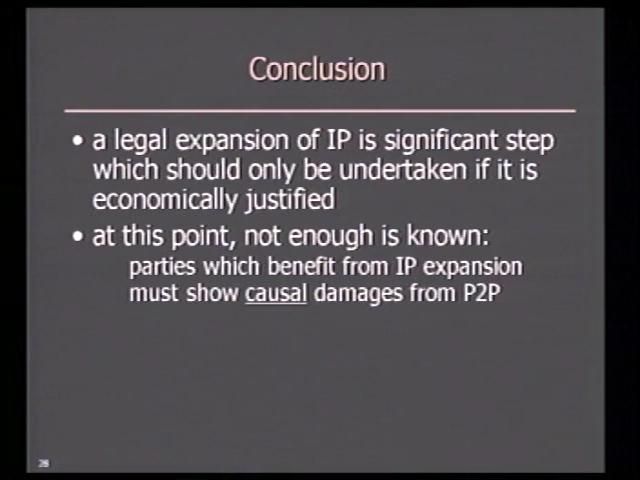 Conclusion
• a legal expansion of IP is significant step
which should only be undertaken if it is
economically justified
• at this point, not enough is known:
parties which benefit from IP expansion
must show causal damages from P2P
28